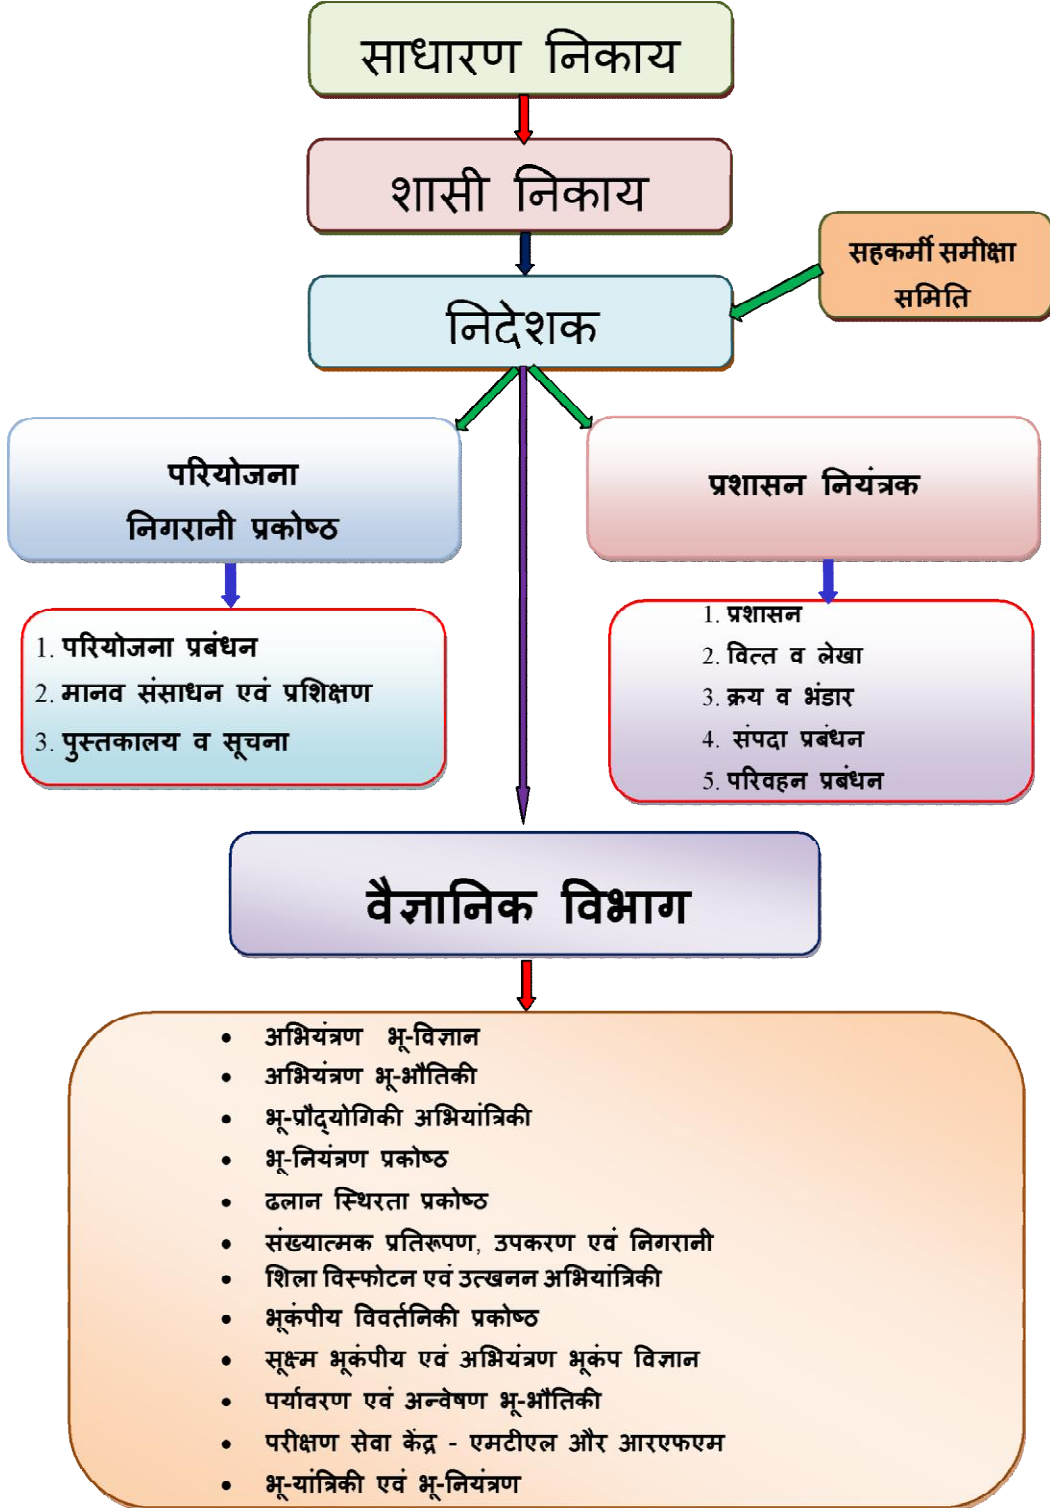 साधारण निकाय
शासी निकाय
सहकर्मी समीक्षा
समिति
निदेशक
परियोजना
निगरानी प्रकोष्ठ
प्रशासन नियंत्रक
1. परियोजना प्रबंधन
2. मानव संसाधन एवं प्रशिक्षण
3. पुस्तकालय व सूचना
1. प्रशासन
2. वित्त व लेखा
3. क्रय व भंडार
4. संपदा प्रबंधन
5. परिवहन प्रबंधन
वैज्ञानिक विभाग
• अभियंत्रण भू-विज्ञान
• अभियंत्रण भू-भौतिकी
• भू-प्रौद्योगिकी अभियांत्रिकी
• भू-नियंत्रण प्रकोष्ठ
• ढलान स्थिरता प्रकोष्ठ
• संख्यात्मक प्रतिरूपण, उपकरण एवं निगरानी
• शिला विस्फोटन एवं उत्खनन अभियांत्रिकी
• भूकंपीय विवर्तनिकी प्रकोष्ठ
• सूक्ष्म भूकंपीय एवं अभियंत्रण भूकंप विज्ञान
• पर्यावरण एवं अन्वेषण भू-भौतिकी
• परीक्षण सेवा केंद्र - एमटीएल और आरएफएम
• भू-यांत्रिकी एवं भू-नियंत्रण